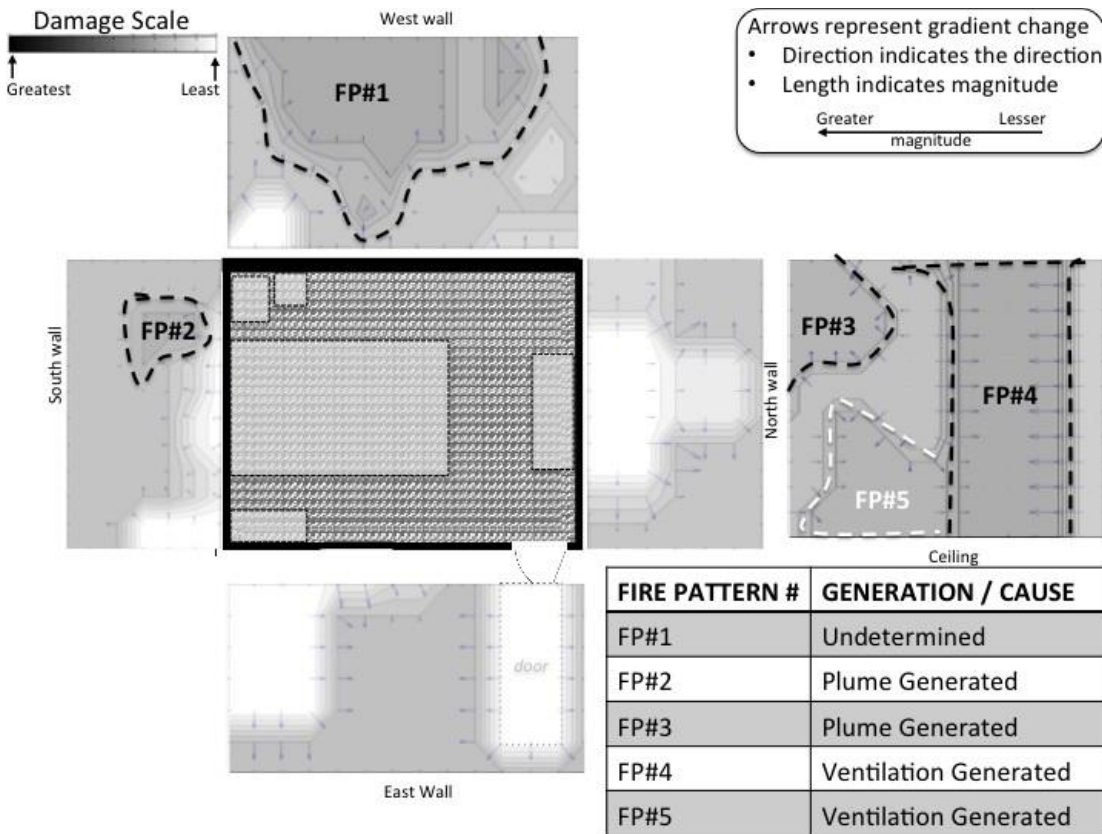 Damage Scale
Greatest
Least
West wall
Arrows represent gradient change
• Direction indicates the direction
• Length indicates magnitude
Greater
Lesser
magnitude
FP#1
South wall
FP#2
North wall
FP#3
FP#4
FP#5
Ceiling
door
East Wall
FIRE PATTERN # GENERATION / CAUSE
FP#1 Undetermined
FP#2 Plume Generated
FP#3 Plume Generated
FP#4 Ventilation Generated
FP#5 Ventilation Generated